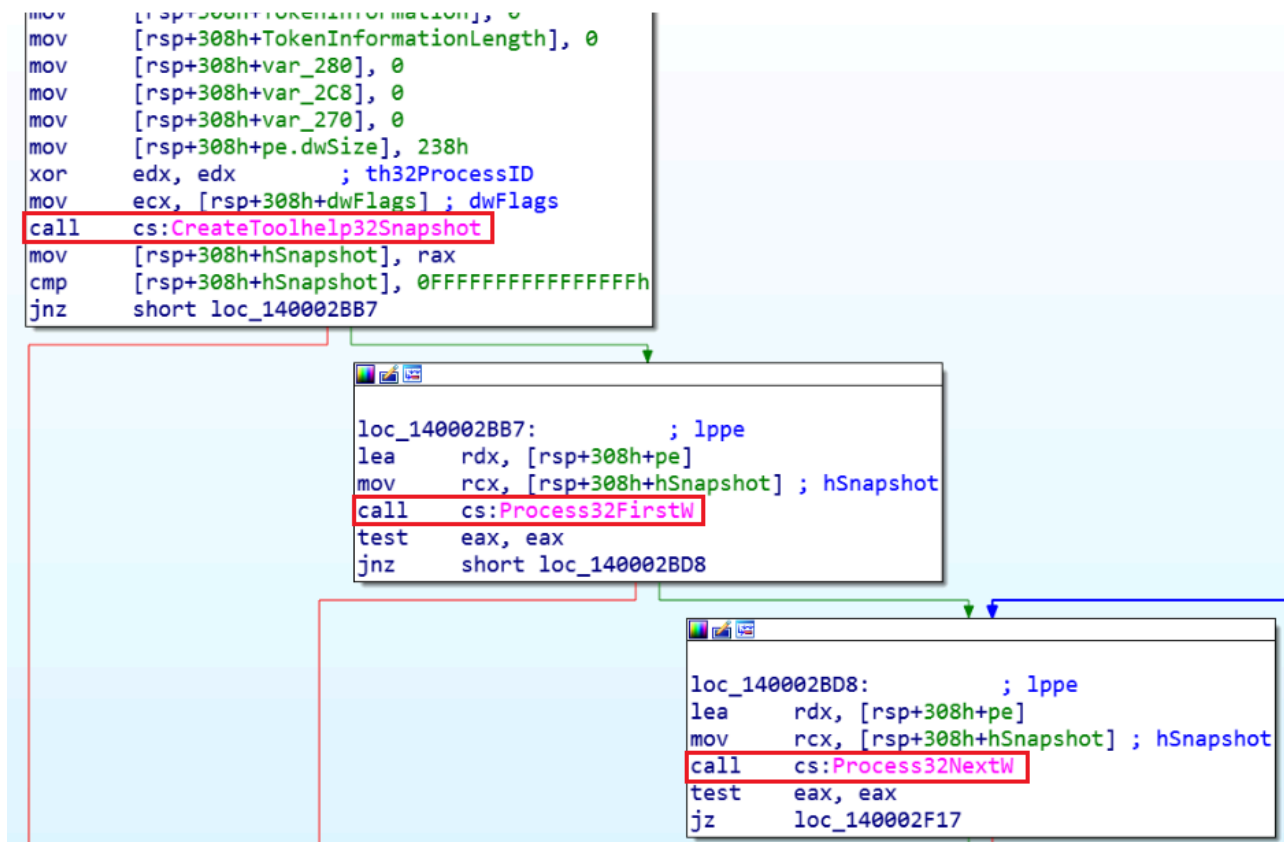 mov [rsp+308h+TokenInformation], 0
mov [rsp+308h+TokenInformationLength], 0
mov [rsp+308h+var_280], 0
mov [rsp+308h+var_2C8], 0
mov [rsp+308h+var_270], 0
mov [rsp+308h+pe.dwSize], 238h
xor edx, edx ; th32ProcessID
mov ecx, [rsp+308h+dwFlags] ; dwFlags
call cs:CreateToolhelp32Snapshot
mov [rsp+308h+hSnapshot], rax
cmp [rsp+308h+hSnapshot], 0FFFFFFFFFFFFFFFFh
jnz short loc_140002BB7
loc_140002BB7: ; lppe
lea rdx, [rsp+308h+pe]
mov rcx, [rsp+308h+hSnapshot] ; hSnapshot
call cs:Process32FirstW
test eax, eax
jnz short loc_140002BD8
loc_140002BD8: ; lppe
lea rdx, [rsp+308h+pe]
mov rcx, [rsp+308h+hSnapshot] ; hSnapshot
call cs:Process32NextW
test eax, eax
jz loc_140002F17